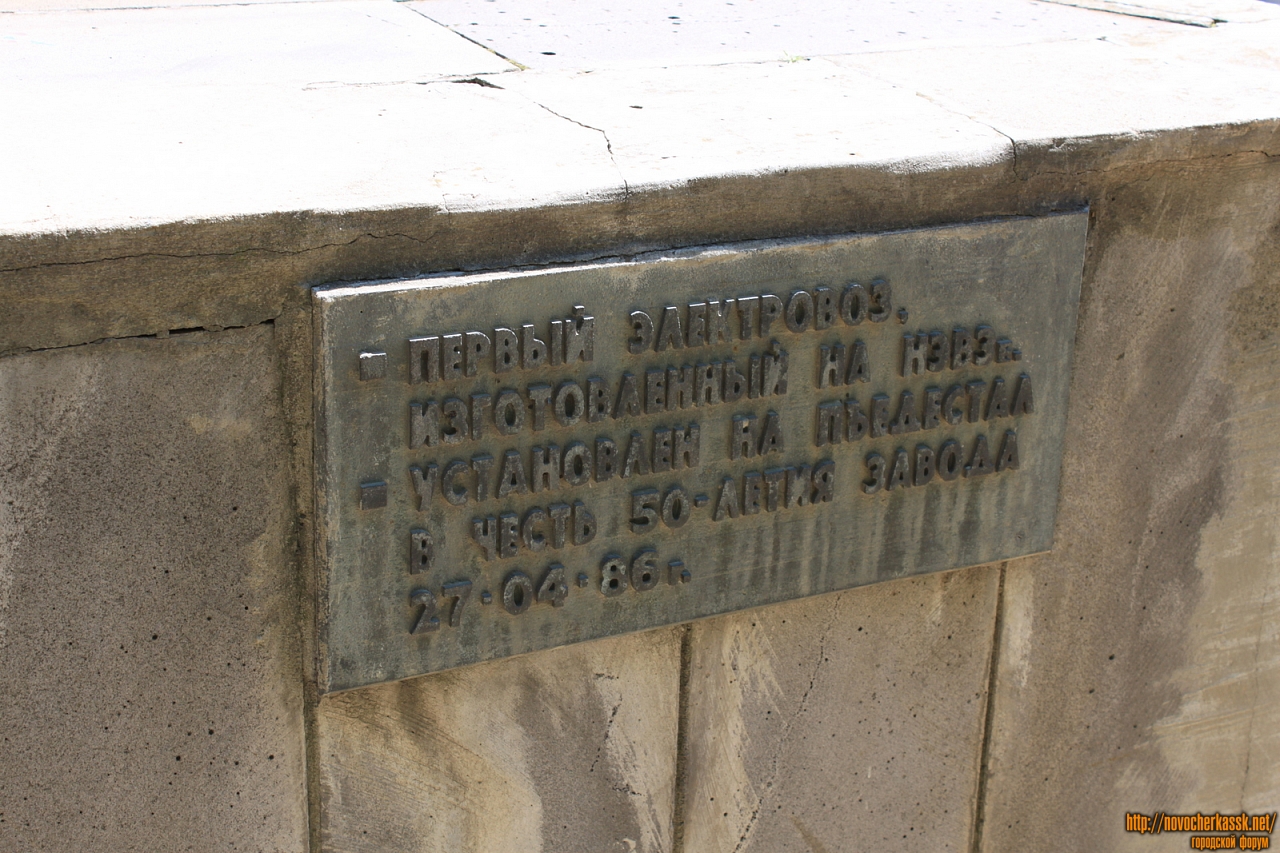 ПЕРВЫЙ ЭЛЕКТРОВОЗ,
ИЗГОТОВЛЕННЫЙ НА НЭВЗе.
УСТАНОВЛЕН НА ПЬЕДЕСТАЛ
В ЧЕСТЬ 50-ЛЕТИЯ ЗАВОДА
27·04·86г.
http://novocherkassk.net/
городской форум